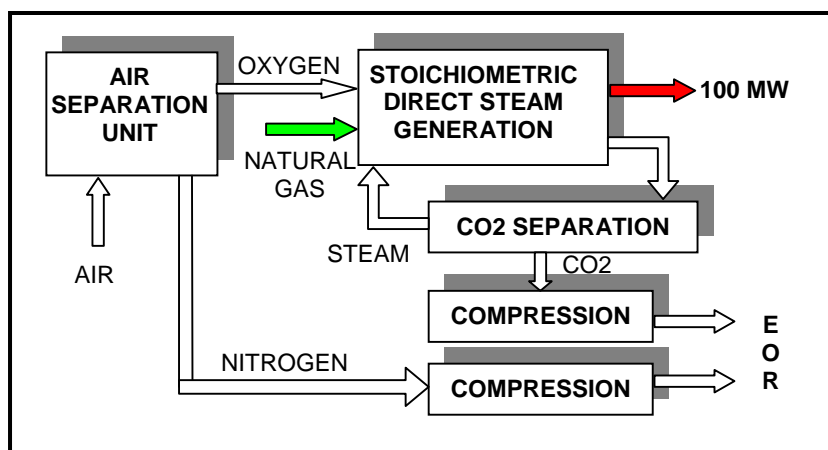 OXYGEN
AIR
SEPARATION
UNIT
STOICHIOMETRIC
DIRECT STEAM
GENERATION
100 MW
NATURAL
GAS
CO2 SEPARATION
STEAM
AIR
CO2
COMPRESSION
NITROGEN
COMPRESSION
E
O
R